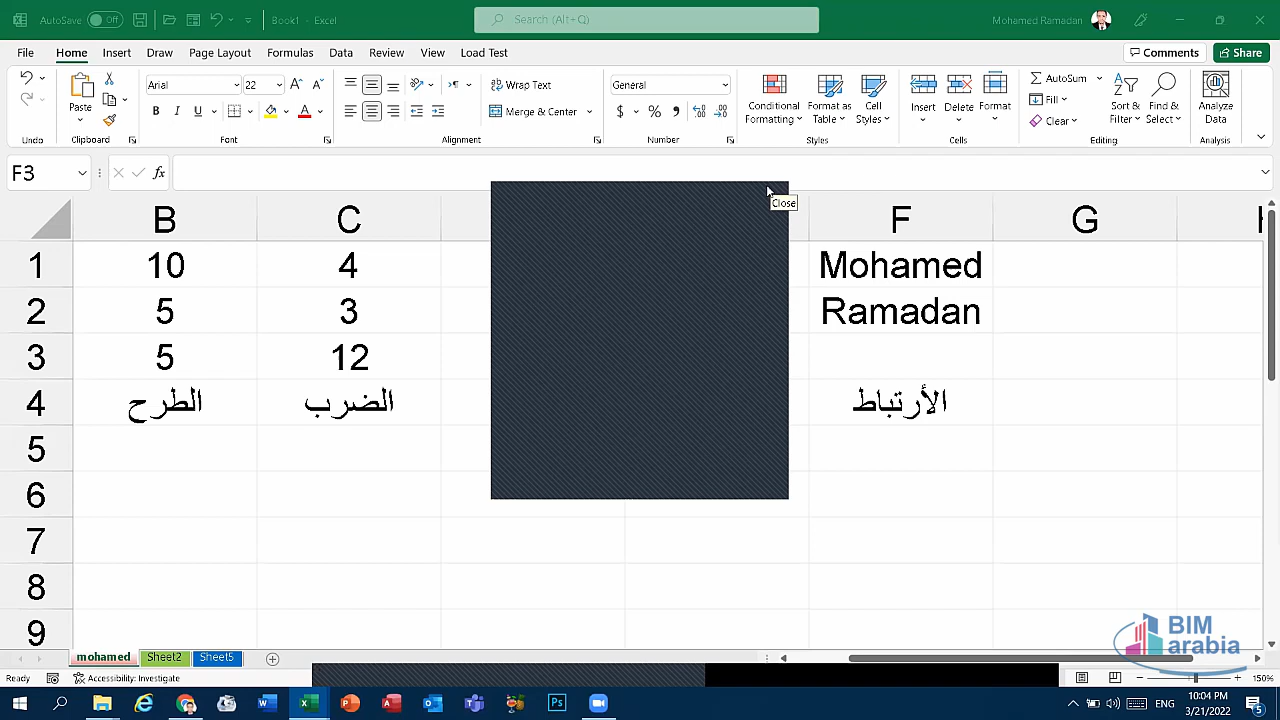 AutoSave Off Book1 - Excel Search (Alt+Q) Mohamed Ramadan
File Home Insert Draw Page Layout Formulas Data Review View Load Test Comments Share
Arial 22 Wrap Text General AutoSum
Paste Merge & Center Conditional Formatting Format as Table Cell Styles Insert Delete Format Fill Clear Sort & Filter Find & Select Analyze Data
Undo Clipboard Font Alignment Number Styles Cells Editing Analysis
F3 fx
Close
B C F G
1 10 4 Mohamed
2 5 3 Ramadan
3 5 12
4 الطرح الضرب الأرتباط
5
6
7
8
9
BIM
arabia
mohamed Sheet2 Sheet5
Ready Accessibility: Investigate 150%
ENG 10:04 PM
3/21/2022